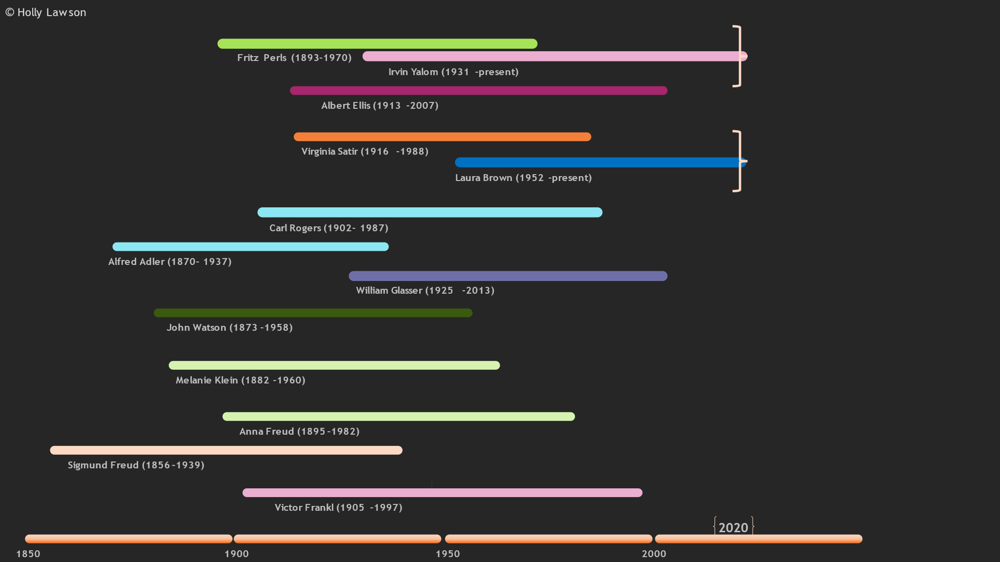 © Holly Lawson
Fritz Perls (1893-1970)
Irvin Yalom (1931 -present)
Albert Ellis (1913 -2007)
Virginia Satir (1916 -1988)
Laura Brown (1952 -present)
Carl Rogers (1902- 1987)
Alfred Adler (1870- 1937)
William Glasser (1925 -2013)
John Watson (1873 -1958)
Melanie Klein (1882 -1960)
Anna Freud (1895 -1982)
Sigmund Freud (1856 -1939)
Victor Frankl (1905 -1997)
2020
1850 1900 1950 2000